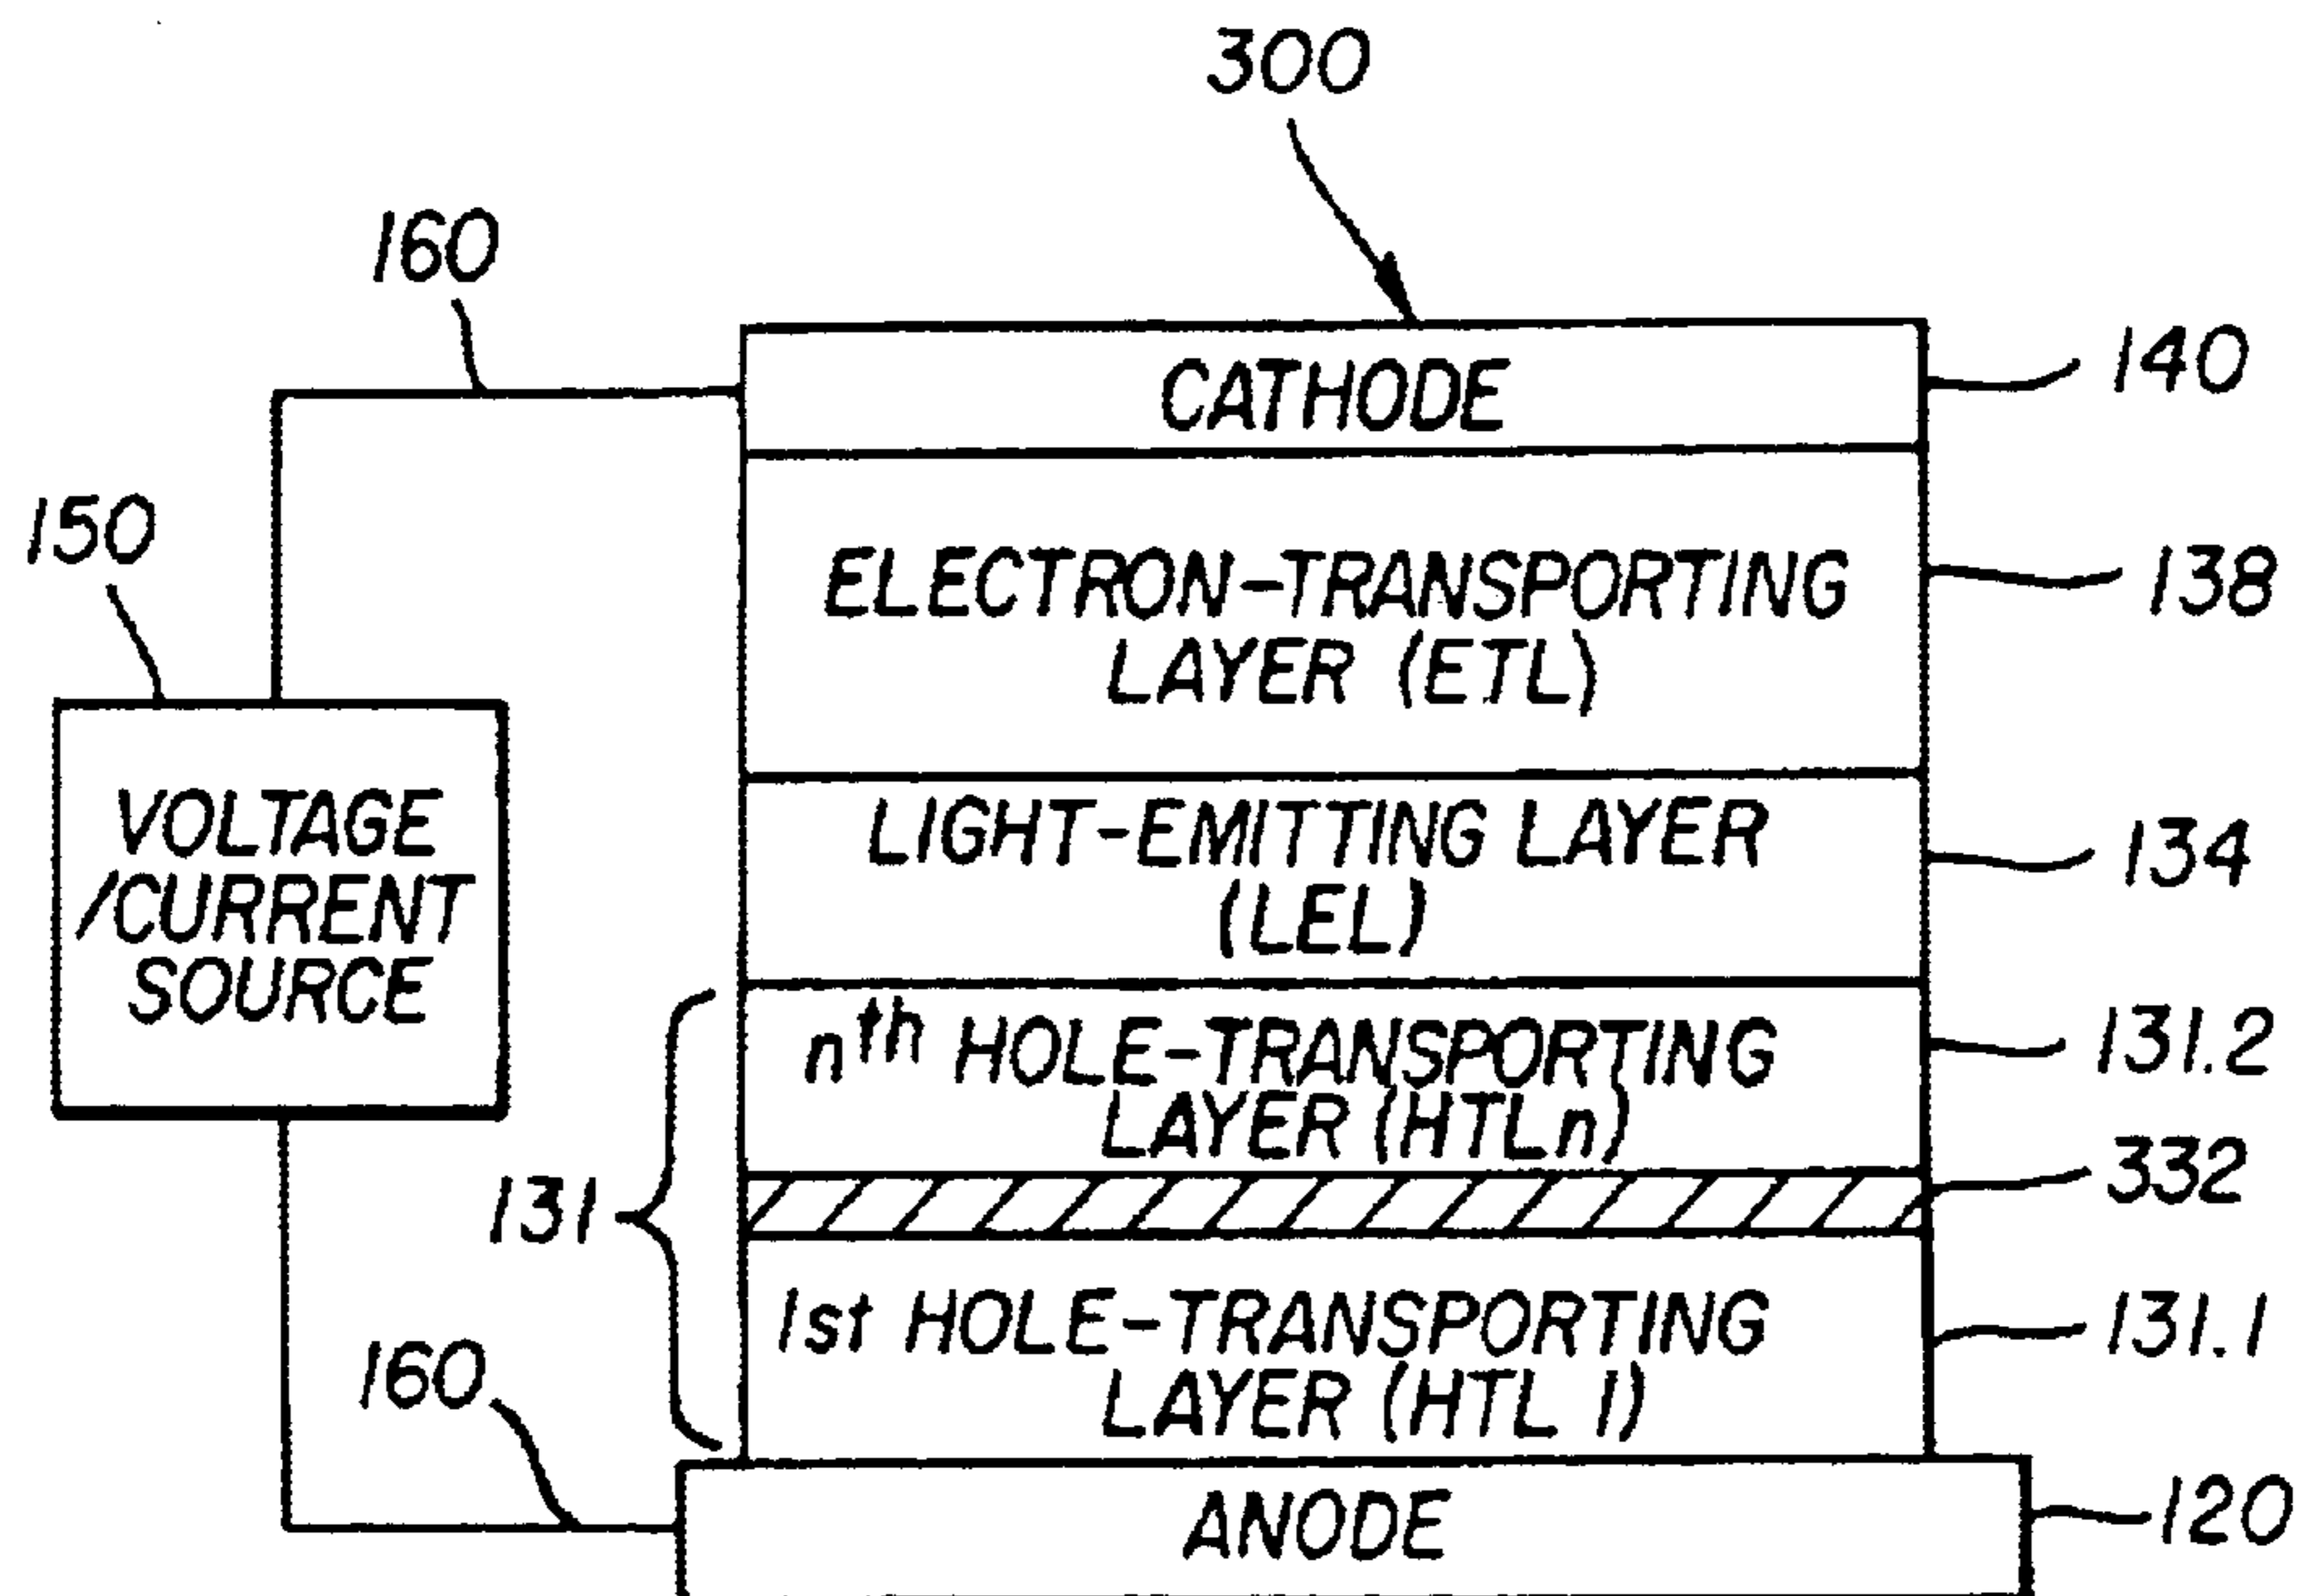 300
160
CATHODE
140
150
ELECTRON-TRANSPORTING
LAYER (ETL)
138
VOLTAGE
/CURRENT
SOURCE
LIGHT-EMITTING LAYER
(LEL)
134
nth HOLE-TRANSPORTING
LAYER (HTLn)
131.2
332
131
1st HOLE-TRANSPORTING
LAYER (HTL 1)
131.1
160
ANODE
120